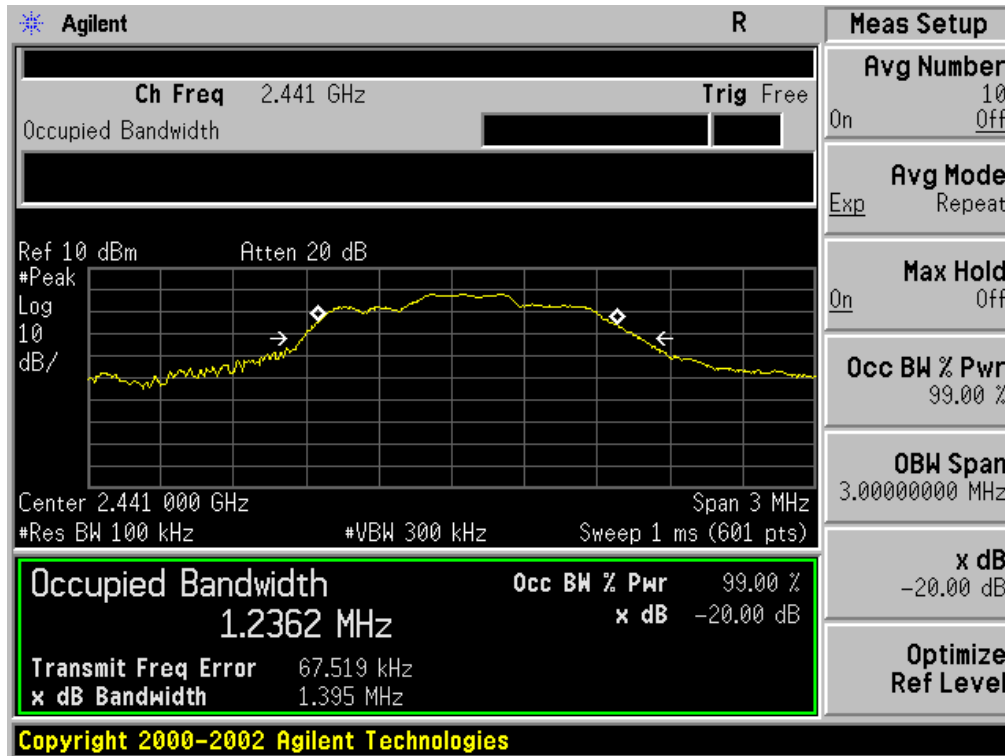 Agilent R
Ch Freq 2.441 GHz Trig Free
Occupied Bandwidth
Ref 10 dBm Atten 20 dB
#Peak
Log
10
dB/
Center 2.441 000 GHz Span 3 MHz
#Res BW 100 kHz #VBW 300 kHz Sweep 1 ms (601 pts)
Occupied Bandwidth Occ BW % Pwr 99.00 %
1.2362 MHz x dB -20.00 dB
Transmit Freq Error 67.519 kHz
x dB Bandwidth 1.395 MHz
Copyright 2000-2002 Agilent Technologies
Meas Setup
Avg Number
10
On Off
Avg Mode
Exp Repeat
Max Hold
On Off
Occ BW % Pwr
99.00 %
OBW Span
3.00000000 MHz
x dB
-20.00 dB
Optimize
Ref Level